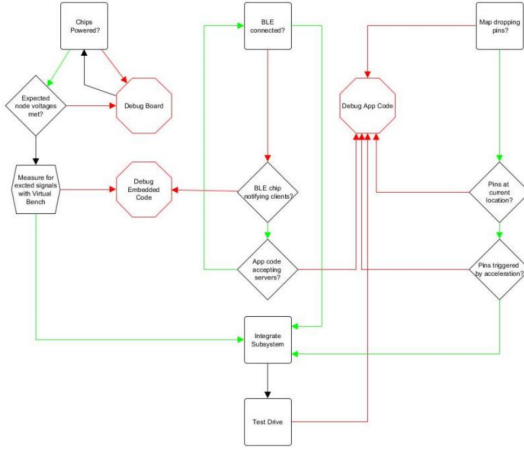 Chips
Powered?
BLE
connected?
Map dropping
pins?
Expected
node voltages
met?
Debug Board
Debug App Code
Measure for
excted signals
with Virtual
Bench
Debug
Embedded
Code
BLE chip
notifying clients?
Pins at
current
location?
App code
accepting
servers?
Pins triggered
by acceleration?
Integrate
Subsystem
Test Drive